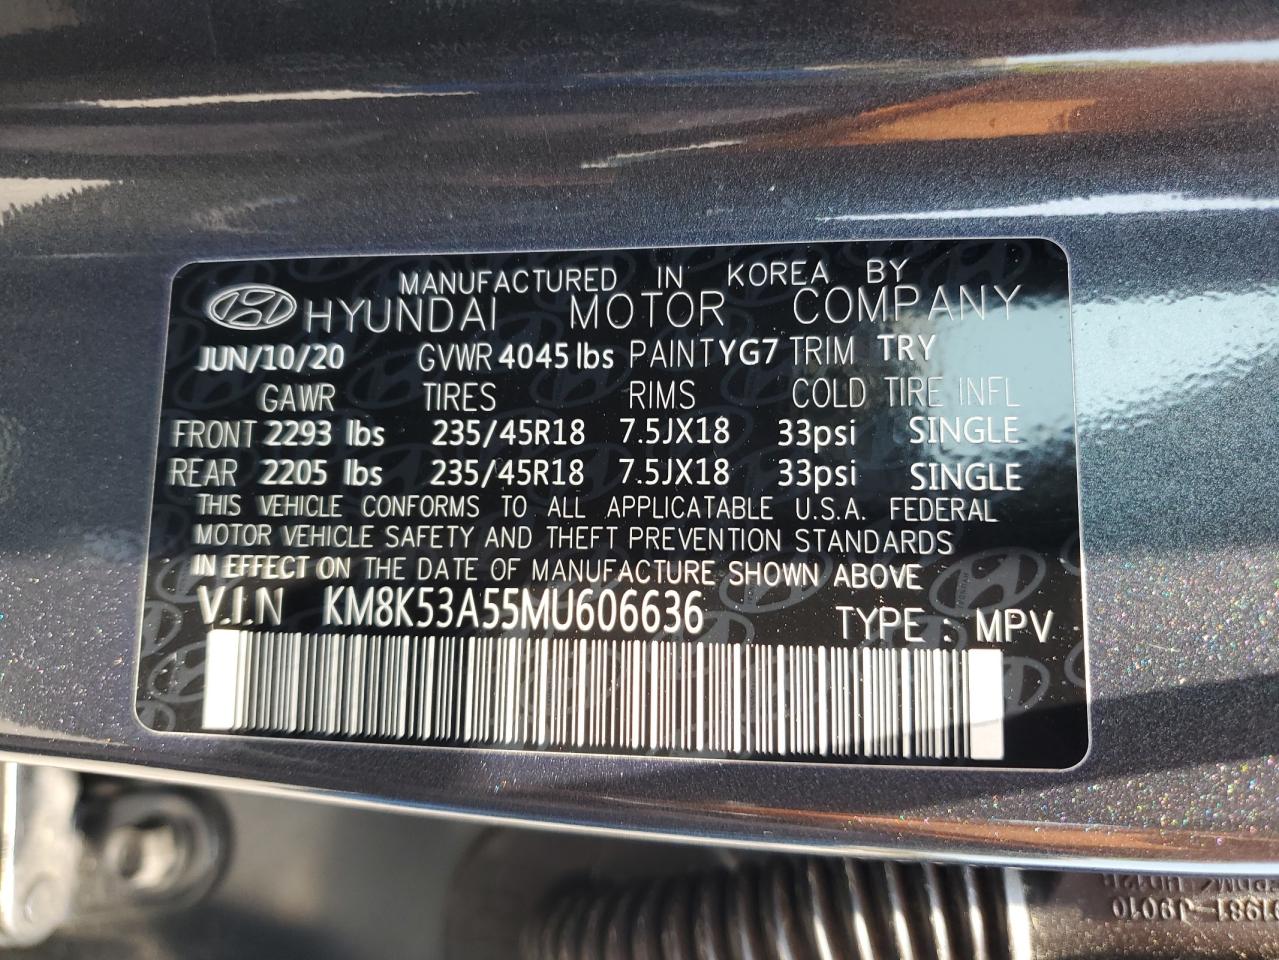 MANUFACTURED IN KOREA BY
HYUNDAI MOTOR COMPANY
JUN/10/20 GVWR 4045 lbs PAINT YG7 TRIM TRY
GAWR TIRES RIMS COLD TIRE INFL
FRONT 2293 lbs 235/45R18 7.5JX18 33psi SINGLE
REAR 2205 lbs 235/45R18 7.5JX18 33psi SINGLE
THIS VEHICLE CONFORMS TO ALL APPLICATABLE U.S.A. FEDERAL
MOTOR VEHICLE SAFETY AND THEFT PREVENTION STANDARDS
IN EFFECT ON THE DATE OF MANUFACTURE SHOWN ABOVE
V.I.N KM8K53A55MU606636 TYPE : MPV
J9010